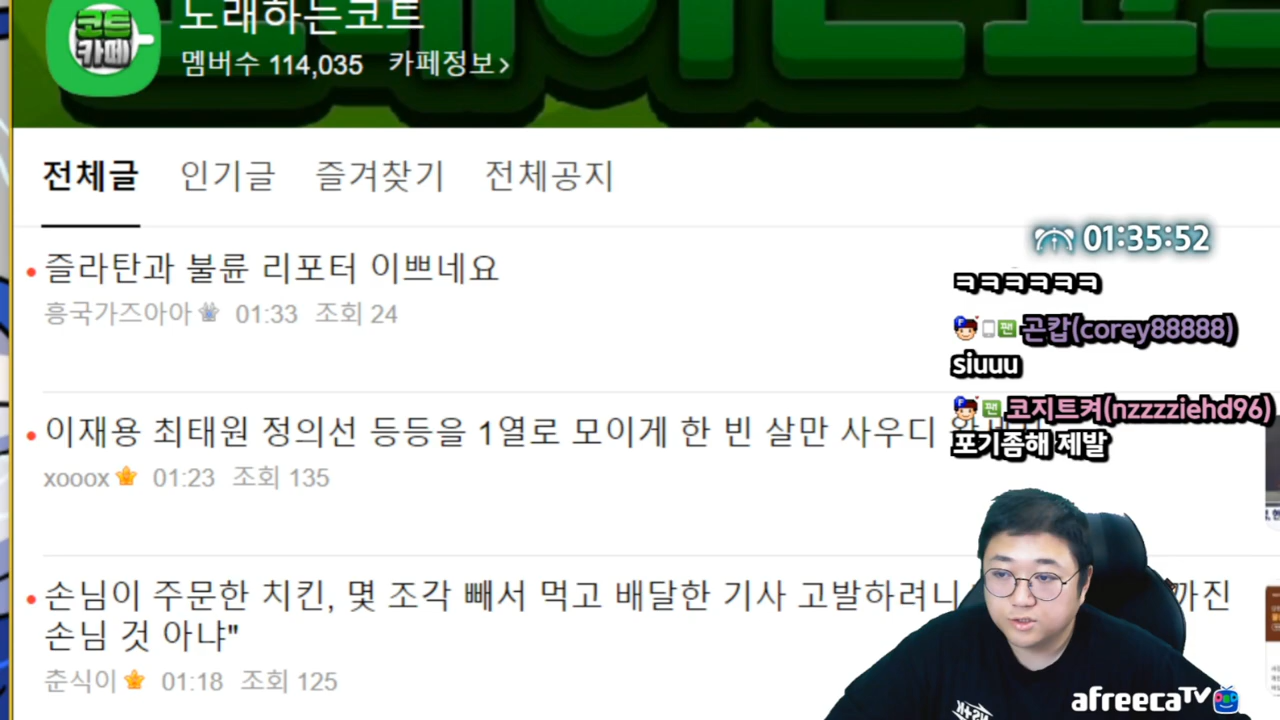 코트
카페
노래하는코트
멤버수 114,035 카페정보 >
전체글 인기글 즐겨찾기 전체공지
01:35:52
즐라탄과 불륜 리포터 이쁘네요
흥국가즈아아 01:33 조회 24
ㅋㅋㅋㅋㅋㅋ
팬 곤캅(corey88888)
siuuu
팬 코지트켜(nzzzziehd96)
포기좀해 제발
이재용 최태원 정의선 등등을 1열로 모이게 한 빈 살만 사우디
xooox 01:23 조회 135
손님이 주문한 치킨, 몇 조각 빼서 먹고 배달한 기사 고발하려니 까진
손님 것 아냐"
춘식이 01:18 조회 125
afreecaTV